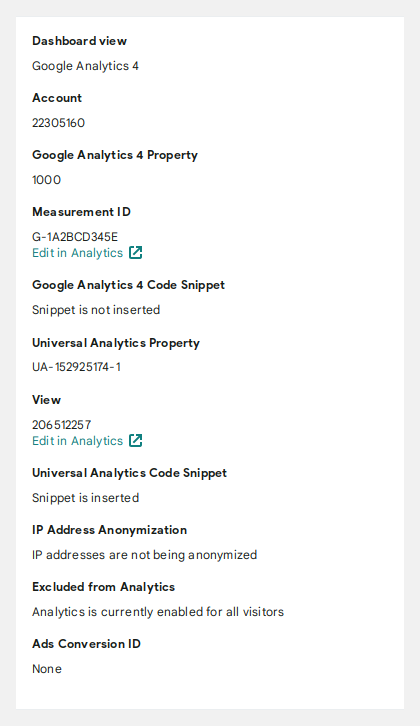 Dashboard view
Google Analytics 4
Account
22305160
Google Analytics 4 Property
1000
Measurement ID
G-1A2BCD345E
Edit in Analytics
Google Analytics 4 Code Snippet
Snippet is not inserted
Universal Analytics Property
UA-152925174-1
View
206512257
Edit in Analytics
Universal Analytics Code Snippet
Snippet is inserted
IP Address Anonymization
IP addresses are not being anonymized
Excluded from Analytics
Analytics is currently enabled for all visitors
Ads Conversion ID
None